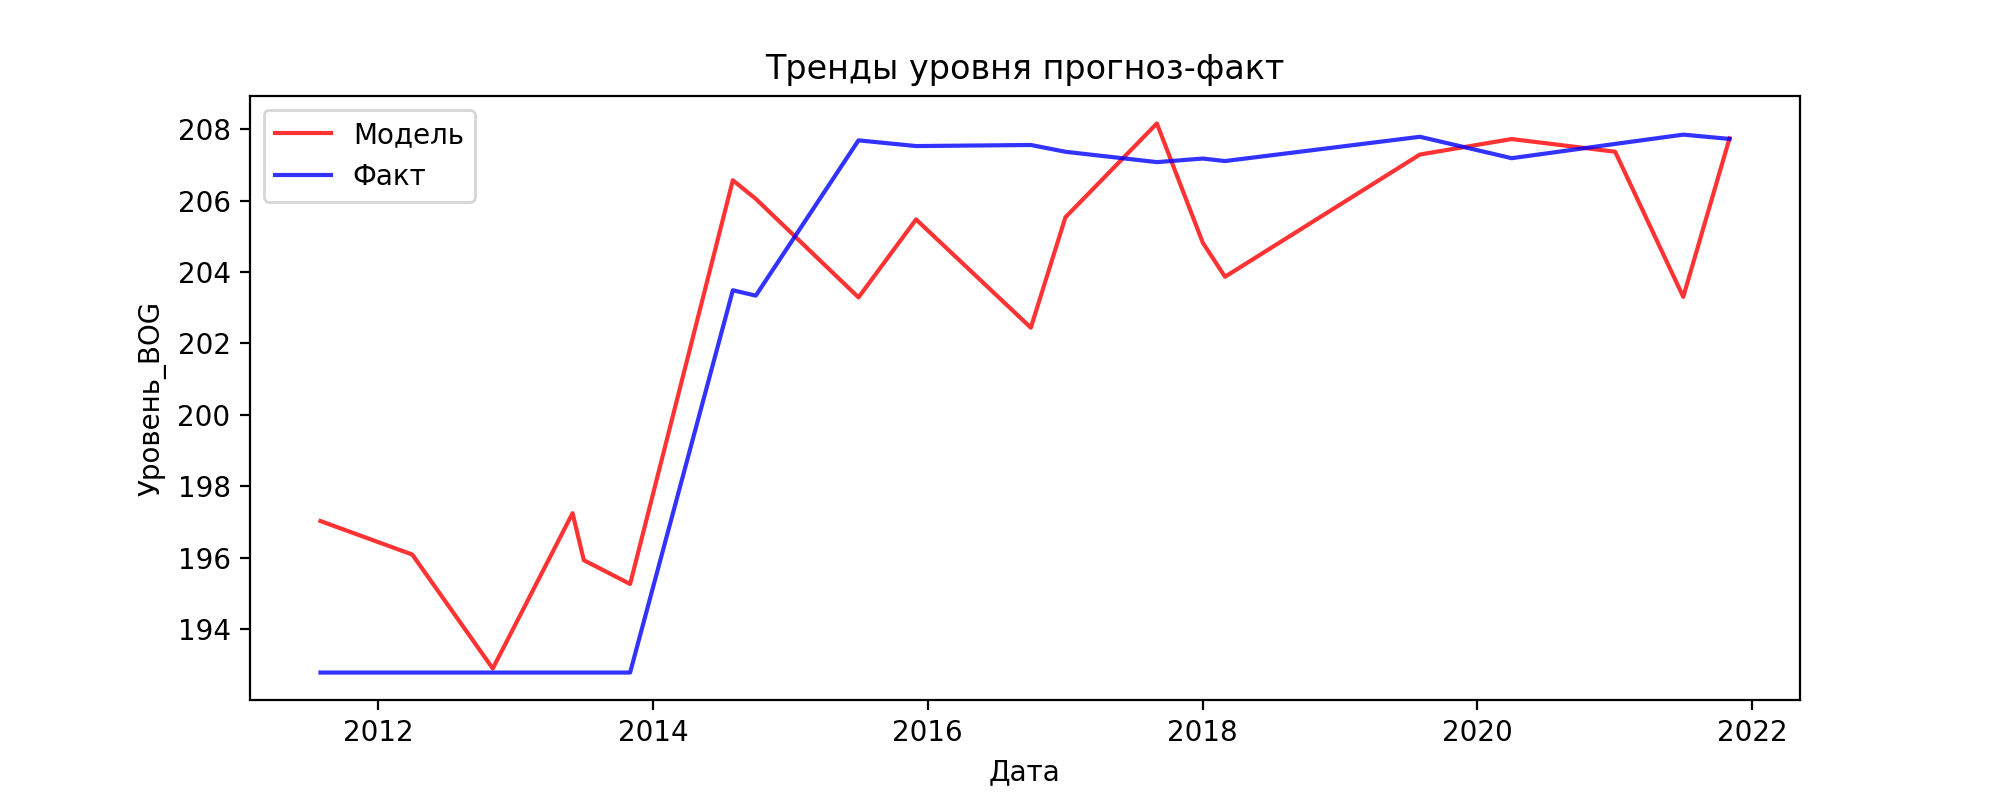 Тренды уровня прогноз-факт
Модель
Факт
208
206
204
202
200
198
196
194
Уровень_BOG
2012 2014 2016 2018 2020 2022
Дата